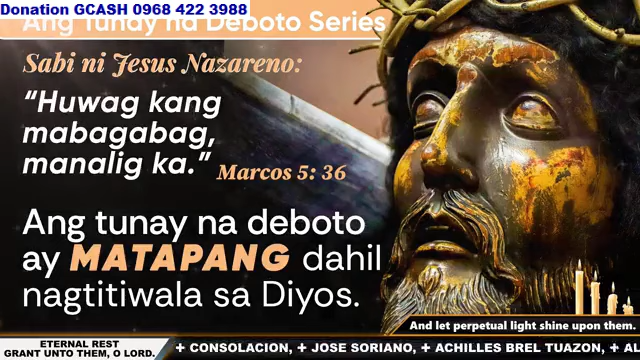 Donation GCASH 0968 422 3988
Ang Tunay na Deboto Series
Sabi ni Jesus Nazareno:
“Huwag kang
mabagabag,
manalig ka.”
Marcos 5: 36
Ang tunay na deboto
ay MATAPANG dahil
nagtitiwala sa Diyos.
And let perpetual light shine upon them.
ETERNAL REST
GRANT UNTO THEM, O LORD.
+ CONSOLACION, + JOSE SORIANO, + ACHILLES BREL TUAZON, + AL